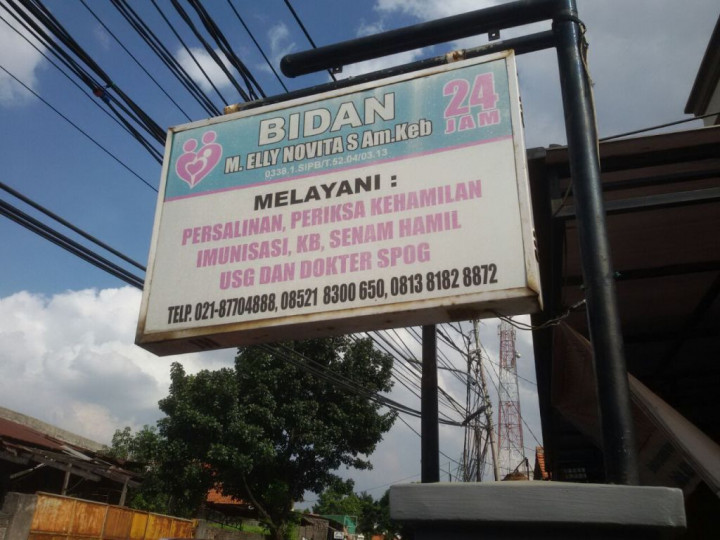 BIDAN
24 JAM
M. ELLY NOVITA S Am.Keb
0338.1.SIPB/T.52.04/03.13
MELAYANI :
PERSALINAN, PERIKSA KEHAMILAN
IMUNISASI, KB, SENAM HAMIL
USG DAN DOKTER SPOG
TELP. 021-87704888, 08521 8300 650, 0813 8182 8872